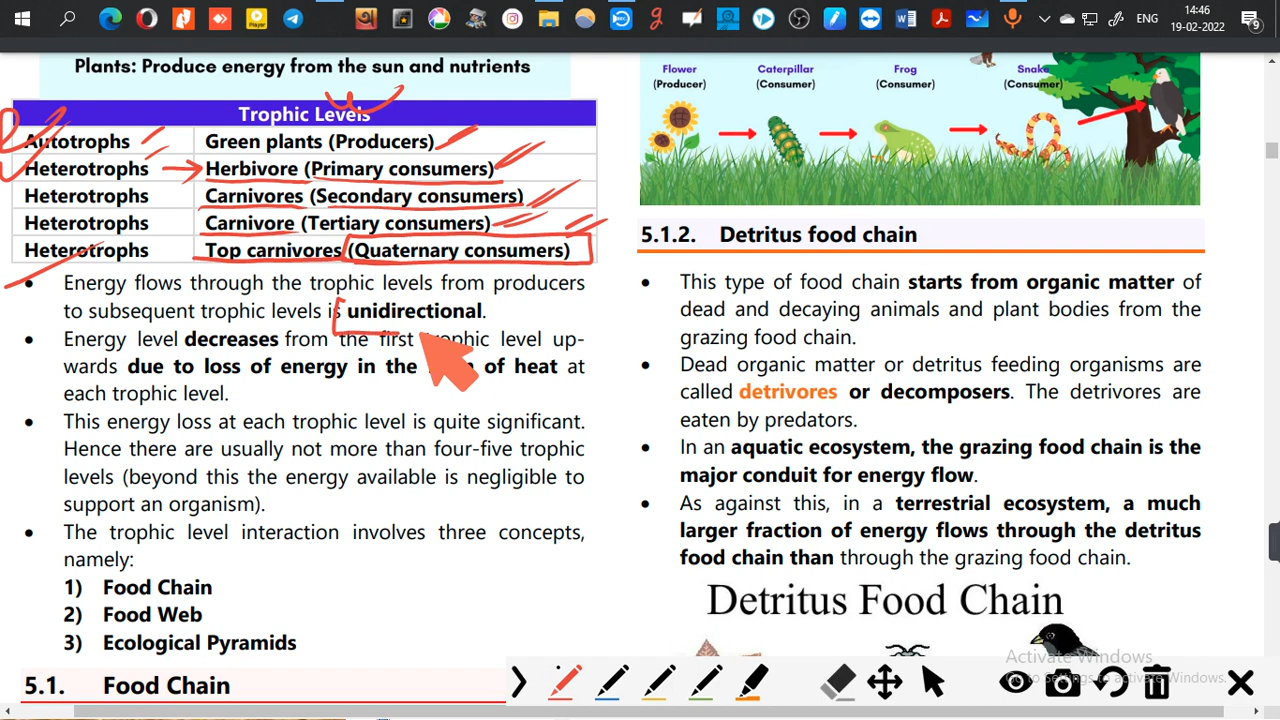 14:46
ENG
19-02-2022
Player
Plants: Produce energy from the sun and nutrients
Trophic Levels
Autotrophs Green plants (Producers)
Heterotrophs Herbivore (Primary consumers)
Heterotrophs Carnivores (Secondary consumers)
Heterotrophs Carnivore (Tertiary consumers)
Heterotrophs Top carnivores (Quaternary consumers)
• Energy flows through the trophic levels from producers
to subsequent trophic levels is unidirectional.
• Energy level decreases from the first trophic level up-
wards due to loss of energy in the of heat at
each trophic level.
• This energy loss at each trophic level is quite significant.
Hence there are usually not more than four-five trophic
levels (beyond this the energy available is negligible to
support an organism).
• The trophic level interaction involves three concepts,
namely:
1) Food Chain
2) Food Web
3) Ecological Pyramids
5.1. Food Chain
Flower Caterpillar Frog Snake
(Producer) (Consumer) (Consumer) (Consumer)
5.1.2. Detritus food chain
• This type of food chain starts from organic matter of
dead and decaying animals and plant bodies from the
grazing food chain.
• Dead organic matter or detritus feeding organisms are
called detrivores or decomposers. The detrivores are
eaten by predators.
• In an aquatic ecosystem, the grazing food chain is the
major conduit for energy flow.
• As against this, in a terrestrial ecosystem, a much
larger fraction of energy flows through the detritus
food chain than through the grazing food chain.
Detritus Food Chain
Activate Windows
Go to Settings to activate Windows.